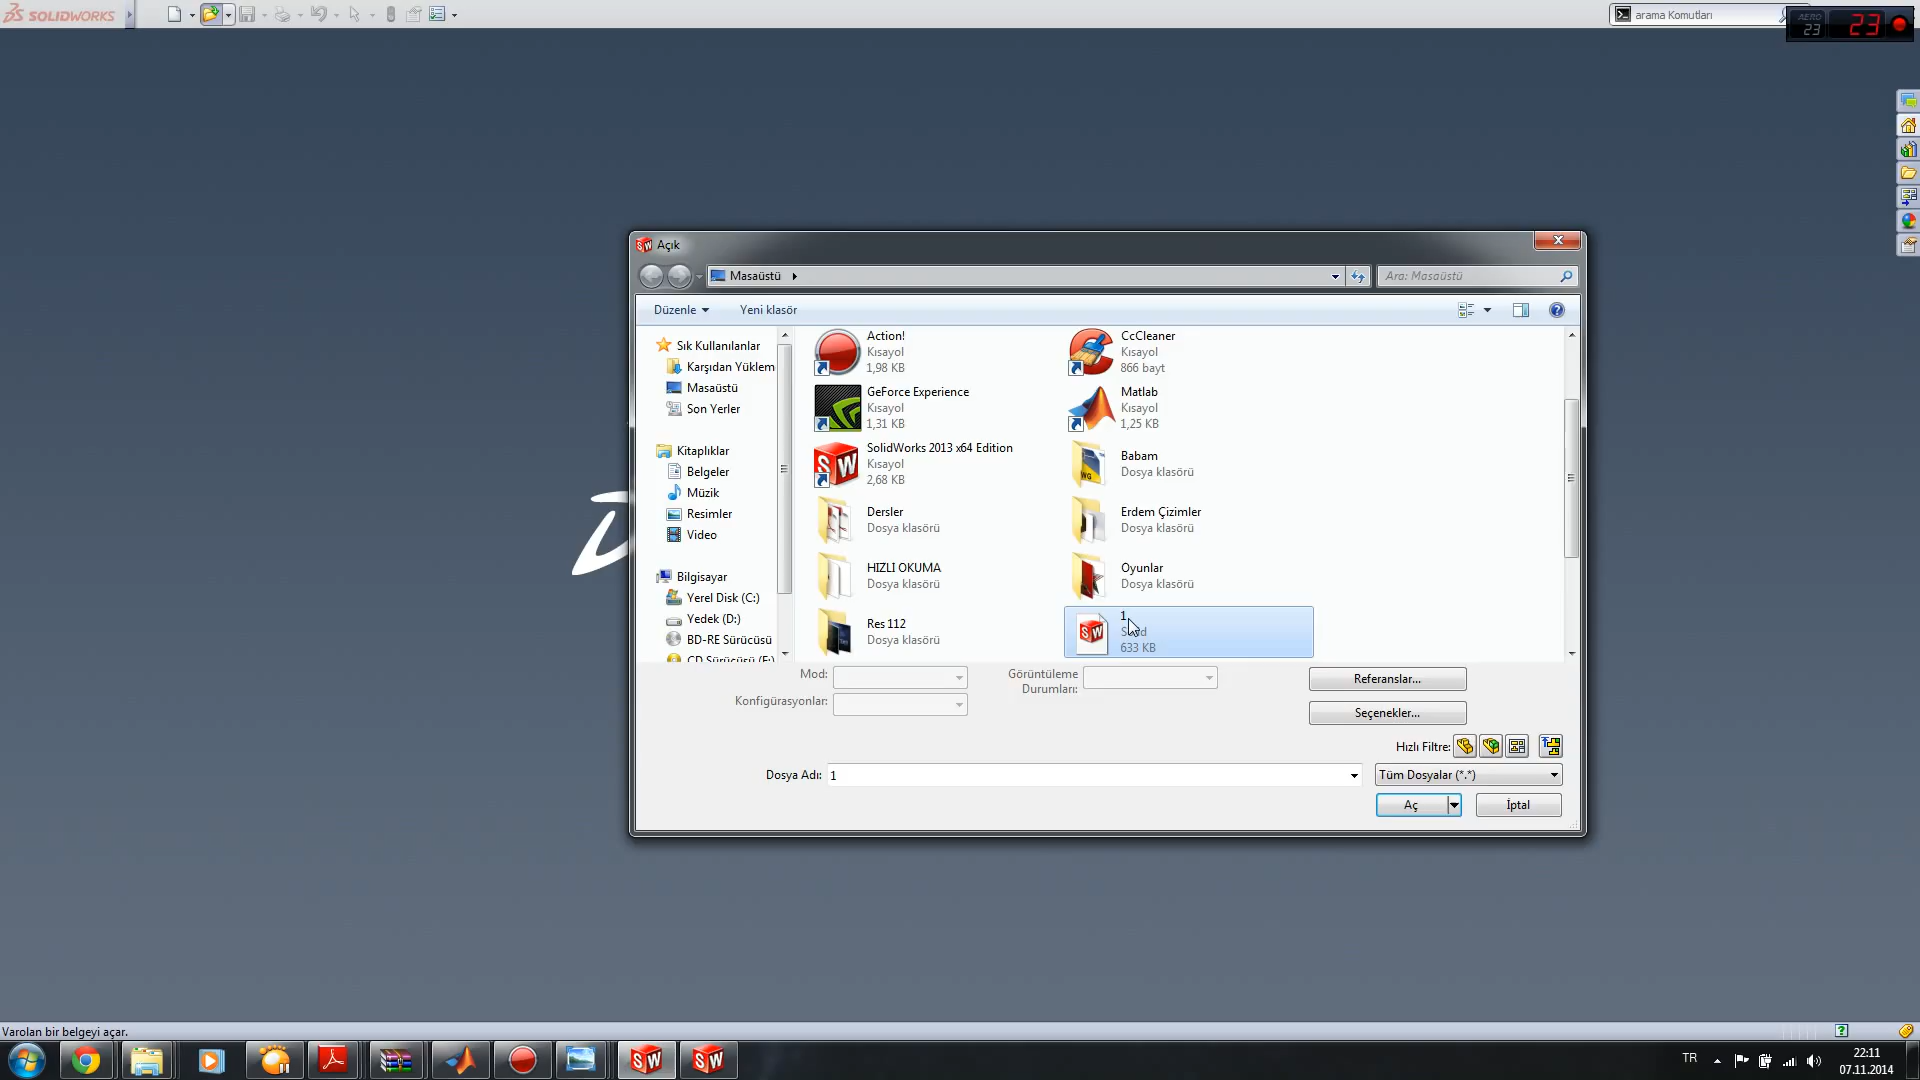 SOLIDWORKS
arama Komutları
AERO
23
23
Açık
Masaüstü
Ara: Masaüstü
Düzenle
Yeni klasör
Sık Kullanılanlar
Karşıdan Yüklem
Masaüstü
Son Yerler
Kitaplıklar
Belgeler
Müzik
Resimler
Video
Bilgisayar
Yerel Disk (C:)
Yedek (D:)
BD-RE Sürücüsü
CD Sürücüsü (F:)
Action!
Kısayol
1,98 KB
CcCleaner
Kısayol
866 bayt
GeForce Experience
Kısayol
1,31 KB
Matlab
Kısayol
1,25 KB
SolidWorks 2013 x64 Edition
Kısayol
2,68 KB
Babam
Dosya klasörü
Dersler
Dosya klasörü
Erdem Çizimler
Dosya klasörü
HIZLI OKUMA
Dosya klasörü
Oyunlar
Dosya klasörü
Res 112
Dosya klasörü
1
633 KB
Mod:
Görüntüleme
Durumları:
Konfigürasyonlar:
Referanslar...
Seçenekler...
Hızlı Filtre:
Dosya Adı: 1
Tüm Dosyalar (*.*)
Aç
İptal
Varolan bir belgeyi açar.
TR
22:11
07.11.2014